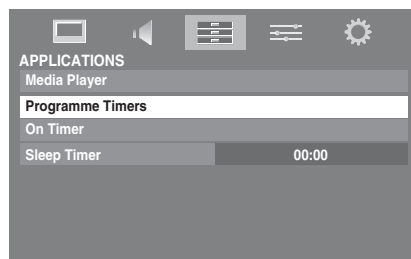 APPLICATIONS
Media Player
Programme Timers
On Timer
Sleep Timer 00:00